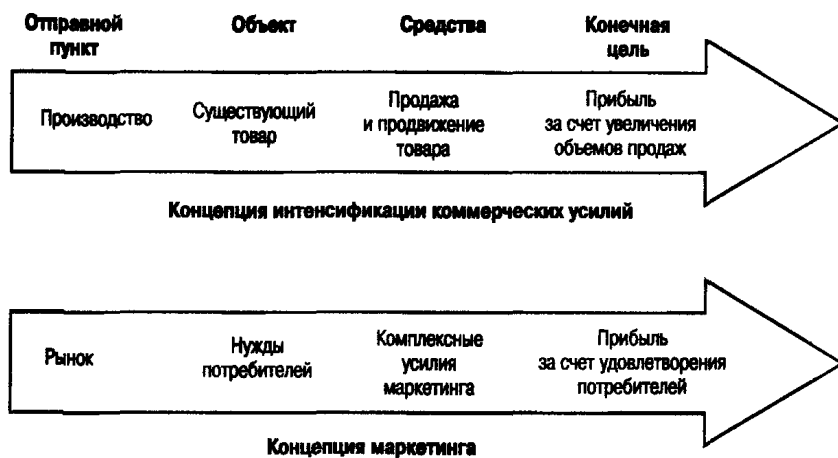 Отправной пункт
Объект
Средства
Конечная цель
Производство
Существующий
товар
Продажа
и продвижение
товара
Прибыль
за счет увеличения
объемов продаж
Концепция интенсификации коммерческих усилий
Рынок
Нужды
потребителей
Комплексные
усилия
маркетинга
Прибыль
за счет удовлетворения
потребителей
Концепция маркетинга